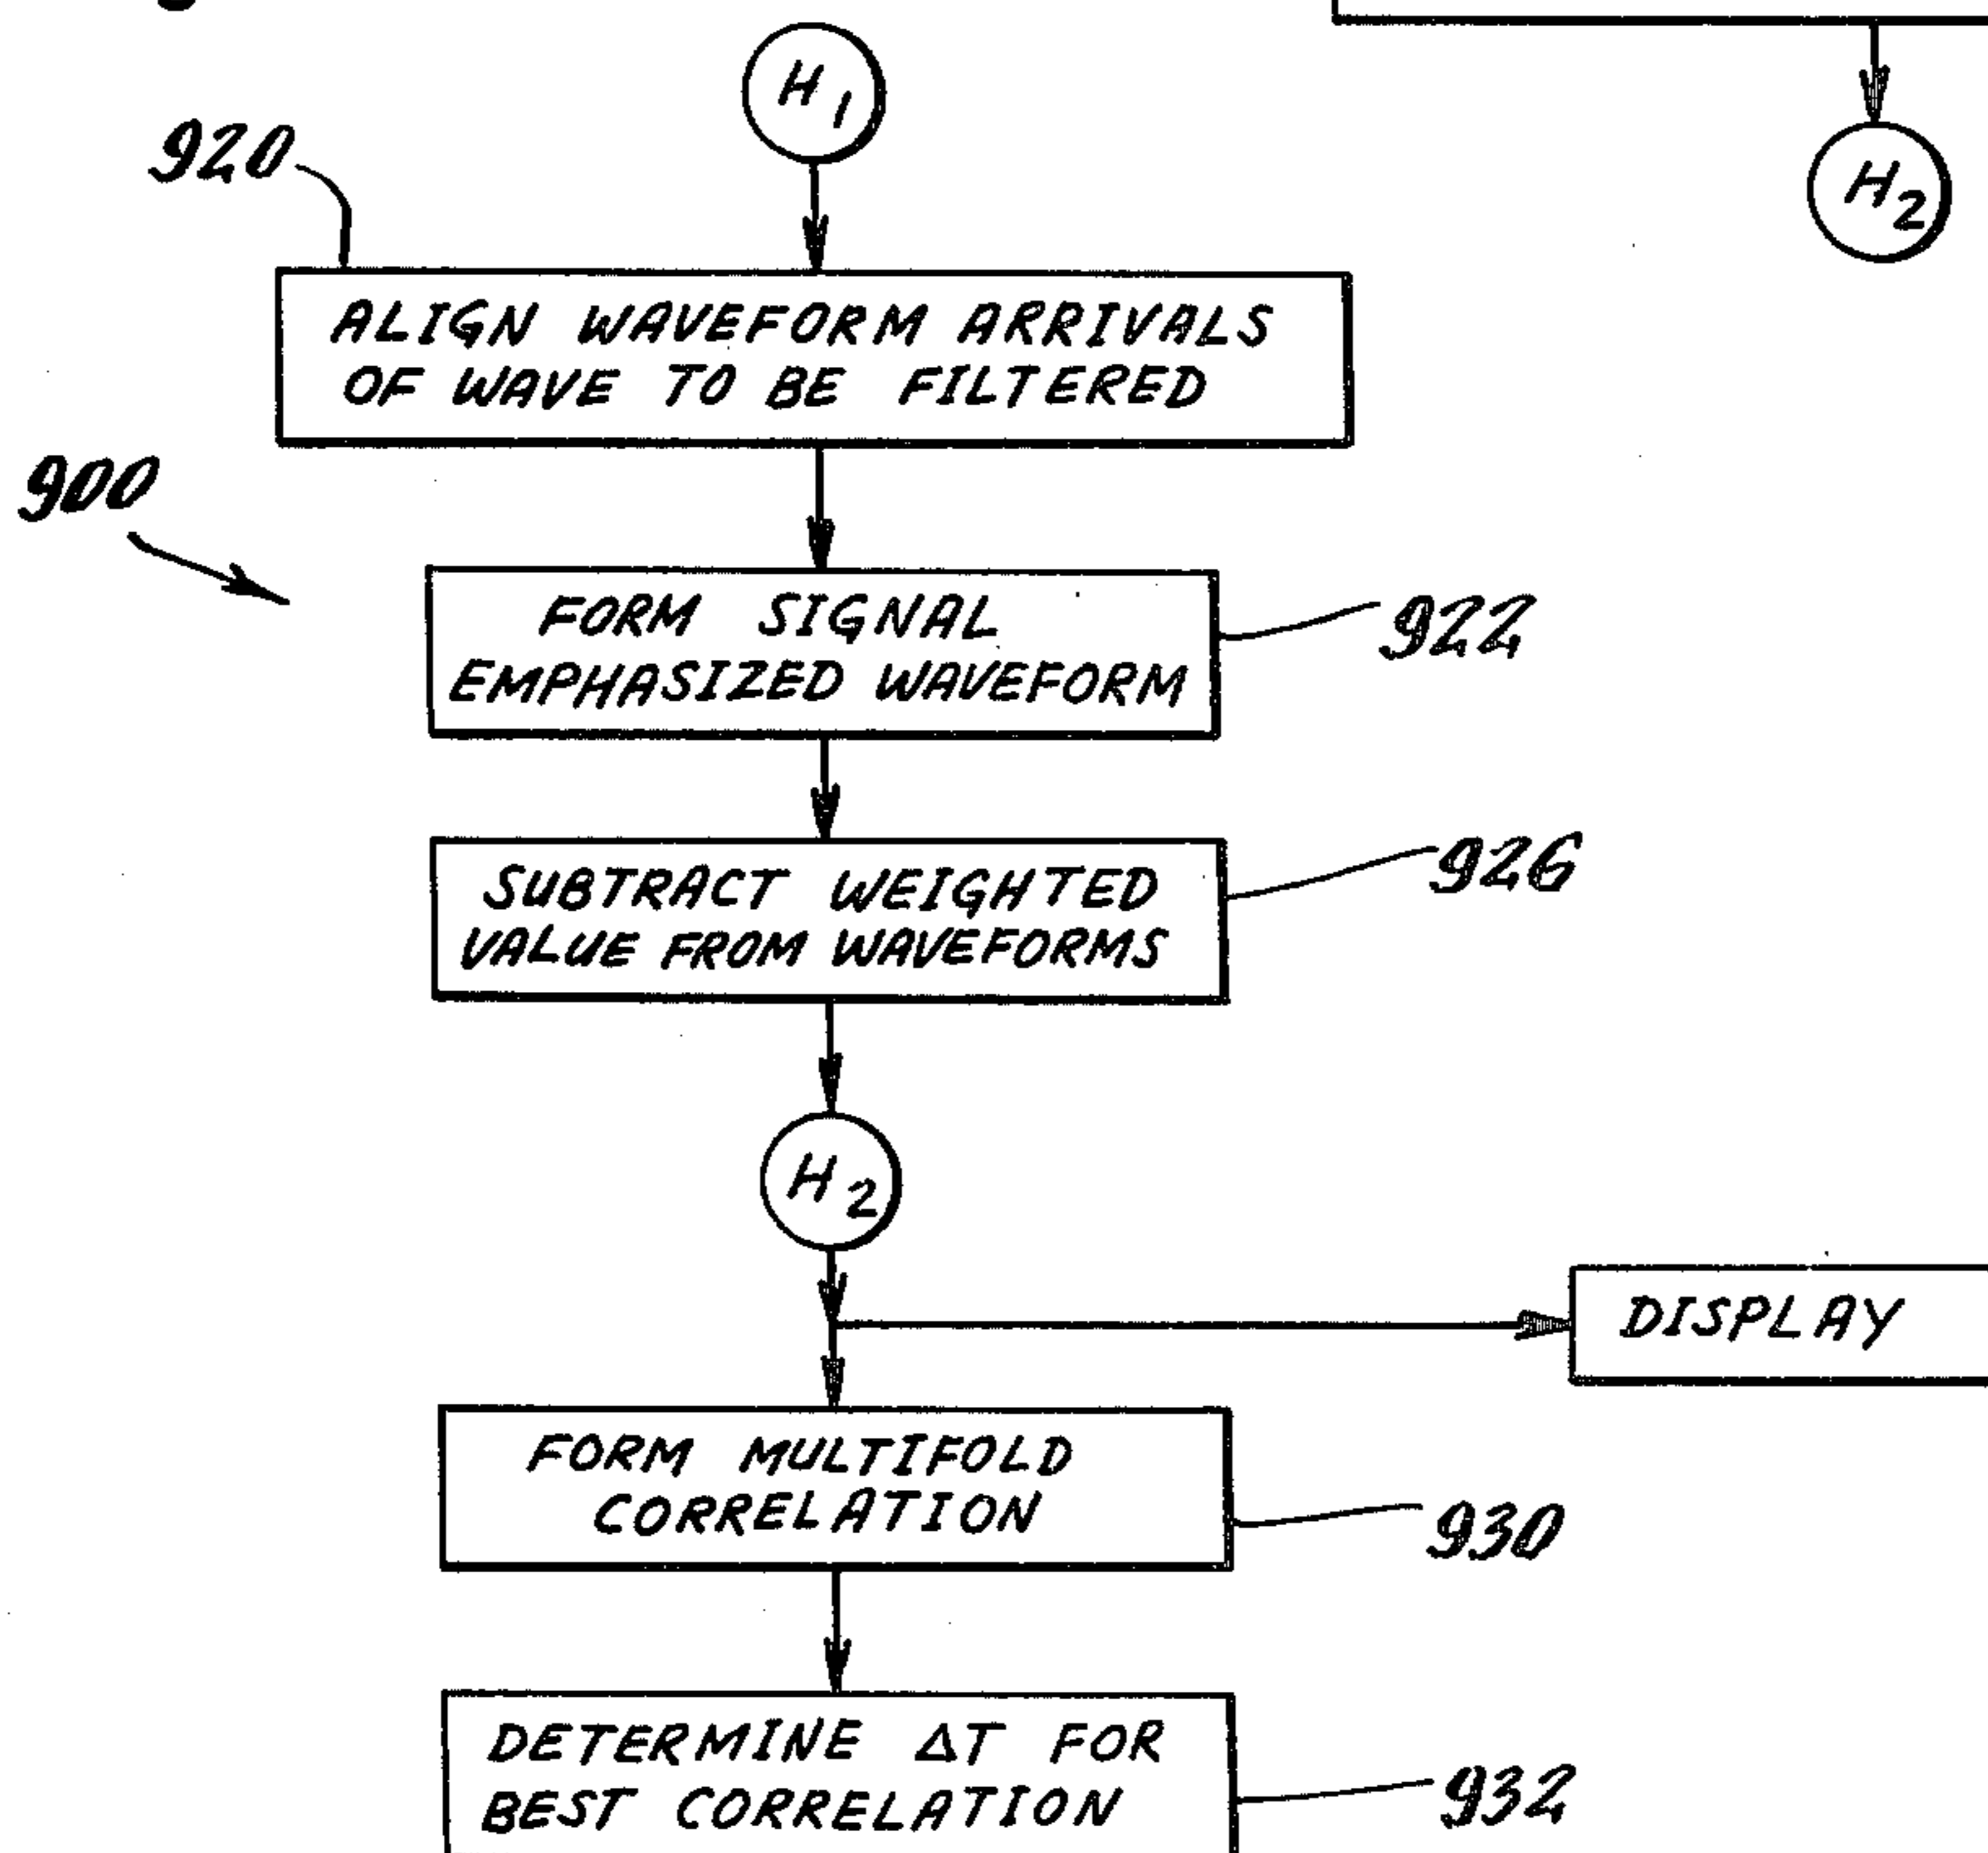 H1
H2
920
ALIGN WAVEFORM ARRIVALS
OF WAVE TO BE FILTERED
900
FORM SIGNAL
EMPHASIZED WAVEFORM
922
SUBTRACT WEIGHTED
VALUE FROM WAVEFORMS
926
H2
DISPLAY
FORM MULTIFOLD
CORRELATION
930
DETERMINE ΔT FOR
BEST CORRELATION
932